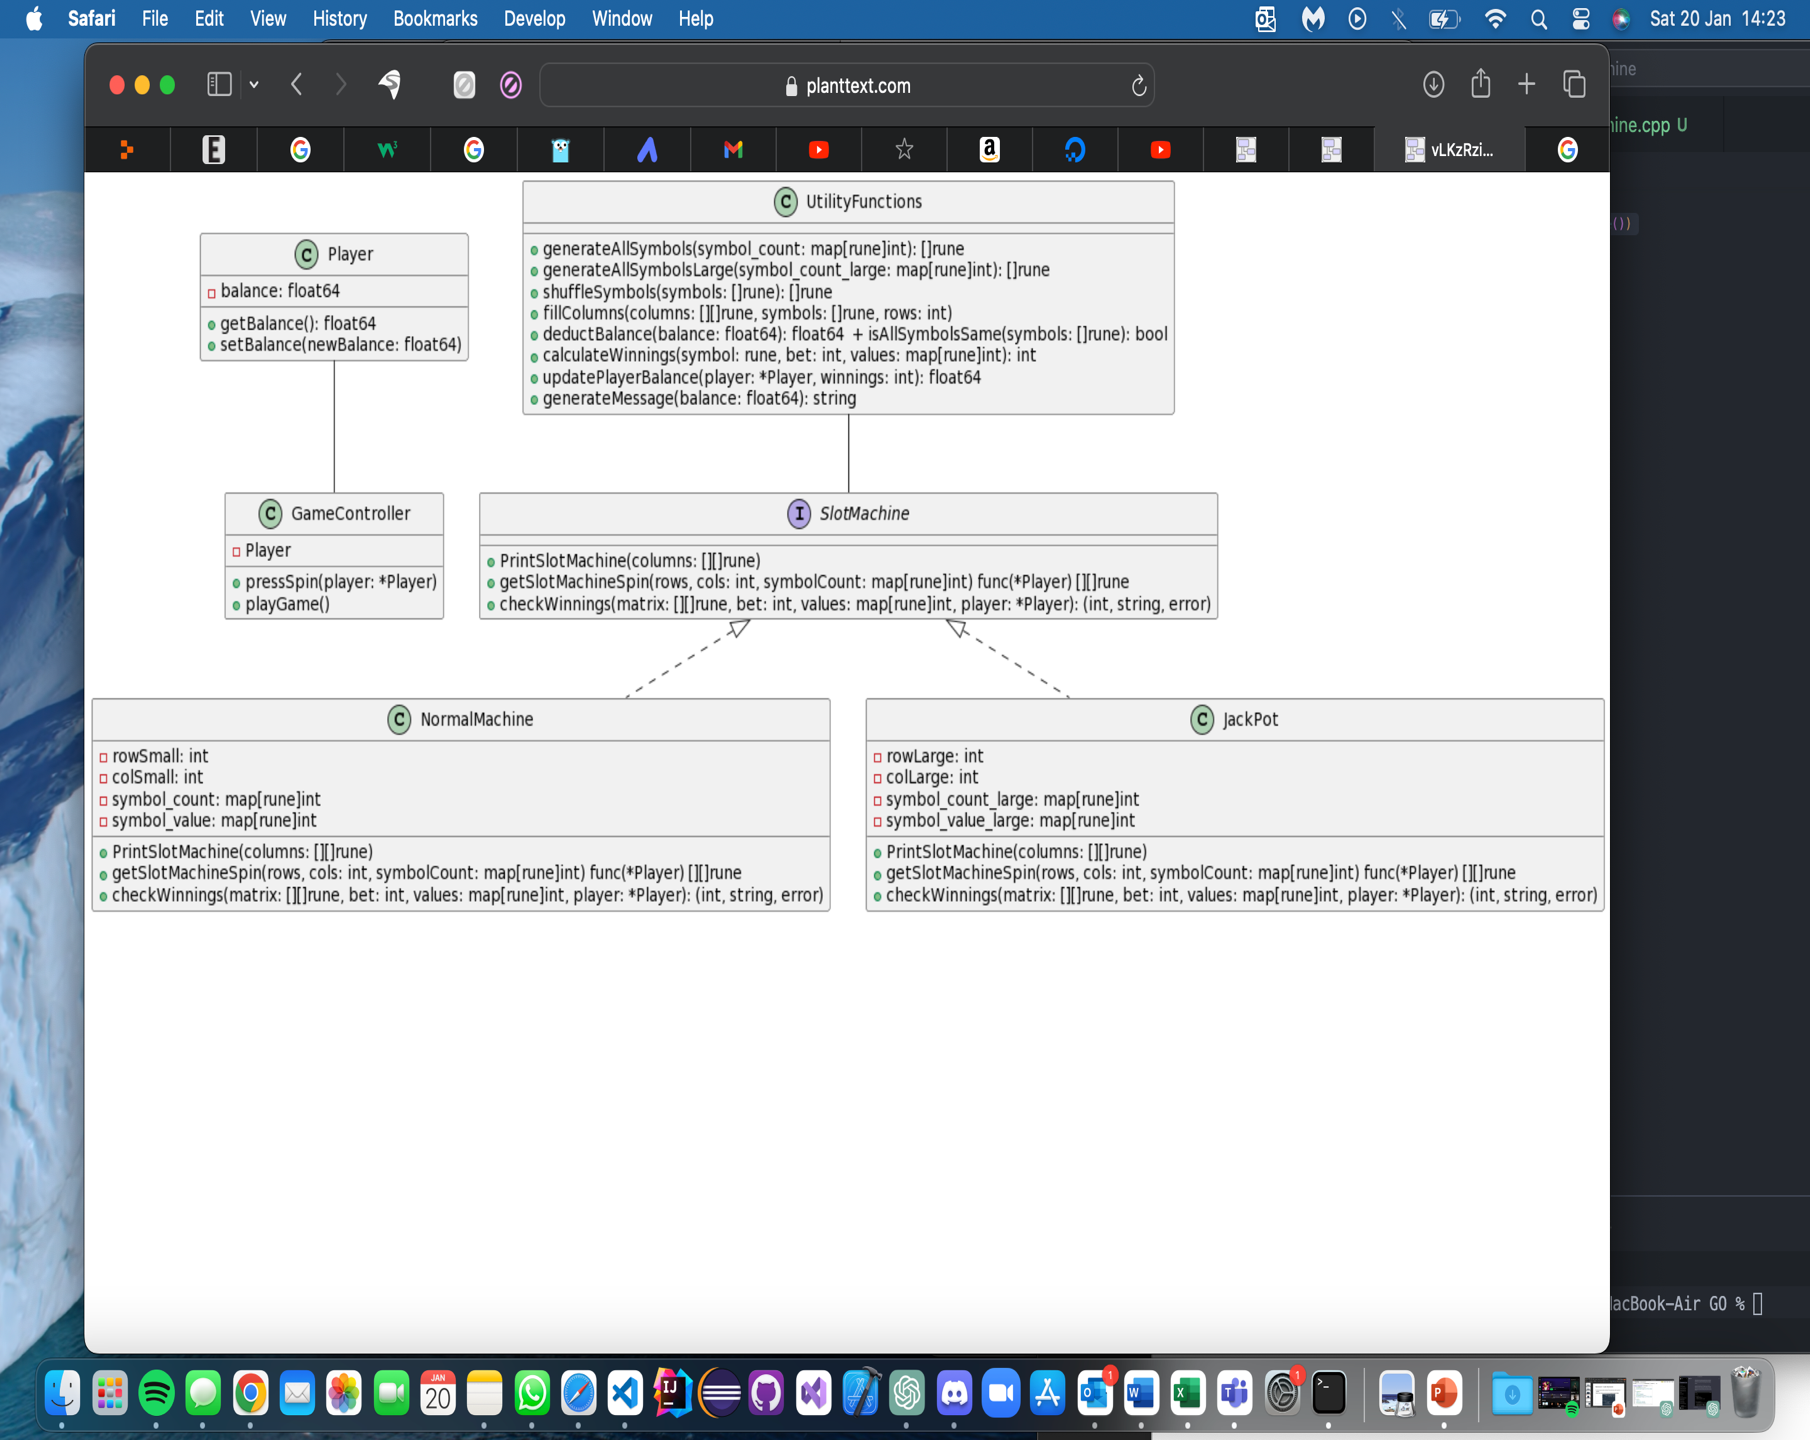 Safari File Edit View History Bookmarks Develop Window Help Sat 20 Jan 14:23
planttext.com
ine
vLKzRzi...
ine.cpp U
())
C UtilityFunctions
generateAllSymbols(symbol_count: map[rune]int): []rune
generateAllSymbolsLarge(symbol_count_large: map[rune]int): []rune
shuffleSymbols(symbols: []rune): []rune
fillColumns(columns: [][]rune, symbols: []rune, rows: int)
deductBalance(balance: float64): float64 + isAllSymbolsSame(symbols: []rune): bool
calculateWinnings(symbol: rune, bet: int, values: map[rune]int): int
updatePlayerBalance(player: *Player, winnings: int): float64
generateMessage(balance: float64): string
C Player
balance: float64
getBalance(): float64
setBalance(newBalance: float64)
C GameController
Player
pressSpin(player: *Player)
playGame()
I SlotMachine
PrintSlotMachine(columns: [][]rune)
getSlotMachineSpin(rows, cols: int, symbolCount: map[rune]int) func(*Player) [][]rune
checkWinnings(matrix: [][]rune, bet: int, values: map[rune]int, player: *Player): (int, string, error)
C NormalMachine
rowSmall: int
colSmall: int
symbol_count: map[rune]int
symbol_value: map[rune]int
PrintSlotMachine(columns: [][]rune)
getSlotMachineSpin(rows, cols: int, symbolCount: map[rune]int) func(*Player) [][]rune
checkWinnings(matrix: [][]rune, bet: int, values: map[rune]int, player: *Player): (int, string, error)
C JackPot
rowLarge: int
colLarge: int
symbol_count_large: map[rune]int
symbol_value_large: map[rune]int
PrintSlotMachine(columns: [][]rune)
getSlotMachineSpin(rows, cols: int, symbolCount: map[rune]int) func(*Player) [][]rune
checkWinnings(matrix: [][]rune, bet: int, values: map[rune]int, player: *Player): (int, string, error)
acBook-Air GO %
JAN
20
IJ
1
1